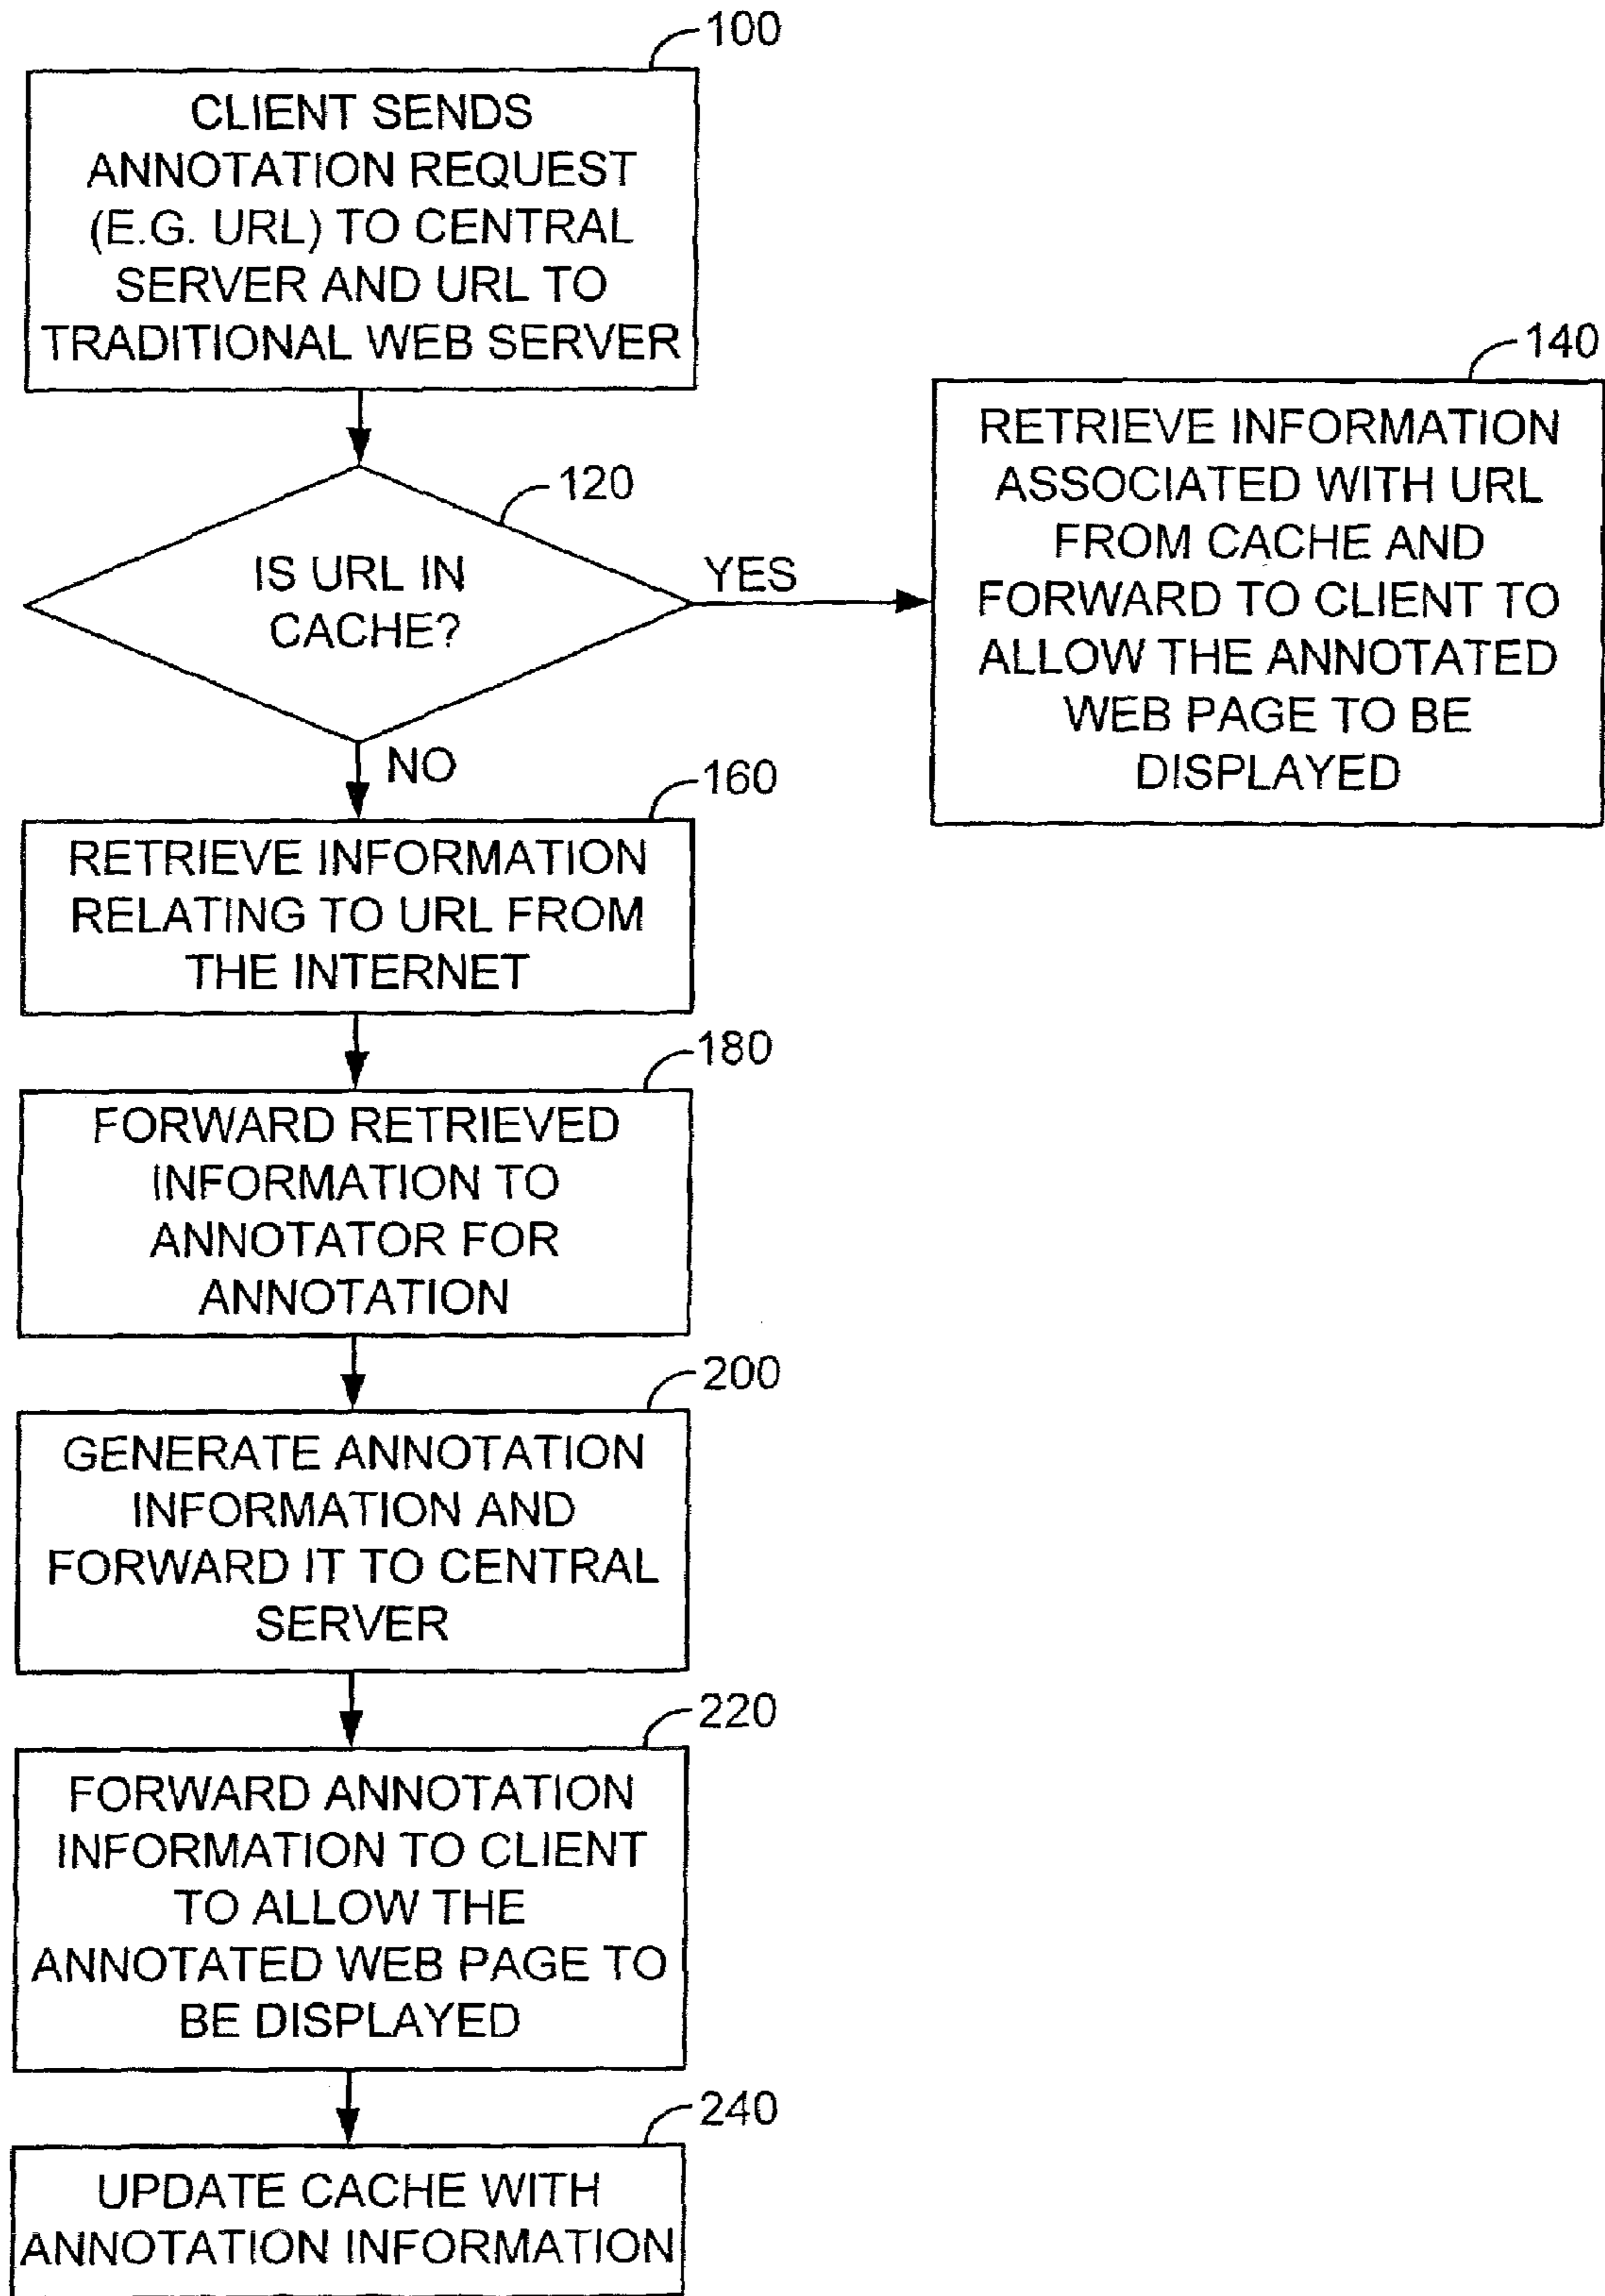 100
CLIENT SENDS
ANNOTATION REQUEST
(E.G. URL) TO CENTRAL
SERVER AND URL TO
TRADITIONAL WEB SERVER
120
IS URL IN
CACHE?
YES
140
RETRIEVE INFORMATION
ASSOCIATED WITH URL
FROM CACHE AND
FORWARD TO CLIENT TO
ALLOW THE ANNOTATED
WEB PAGE TO BE
DISPLAYED
NO
160
RETRIEVE INFORMATION
RELATING TO URL FROM
THE INTERNET
180
FORWARD RETRIEVED
INFORMATION TO
ANNOTATOR FOR
ANNOTATION
200
GENERATE ANNOTATION
INFORMATION AND
FORWARD IT TO CENTRAL
SERVER
220
FORWARD ANNOTATION
INFORMATION TO CLIENT
TO ALLOW THE
ANNOTATED WEB PAGE TO
BE DISPLAYED
240
UPDATE CACHE WITH
ANNOTATION INFORMATION